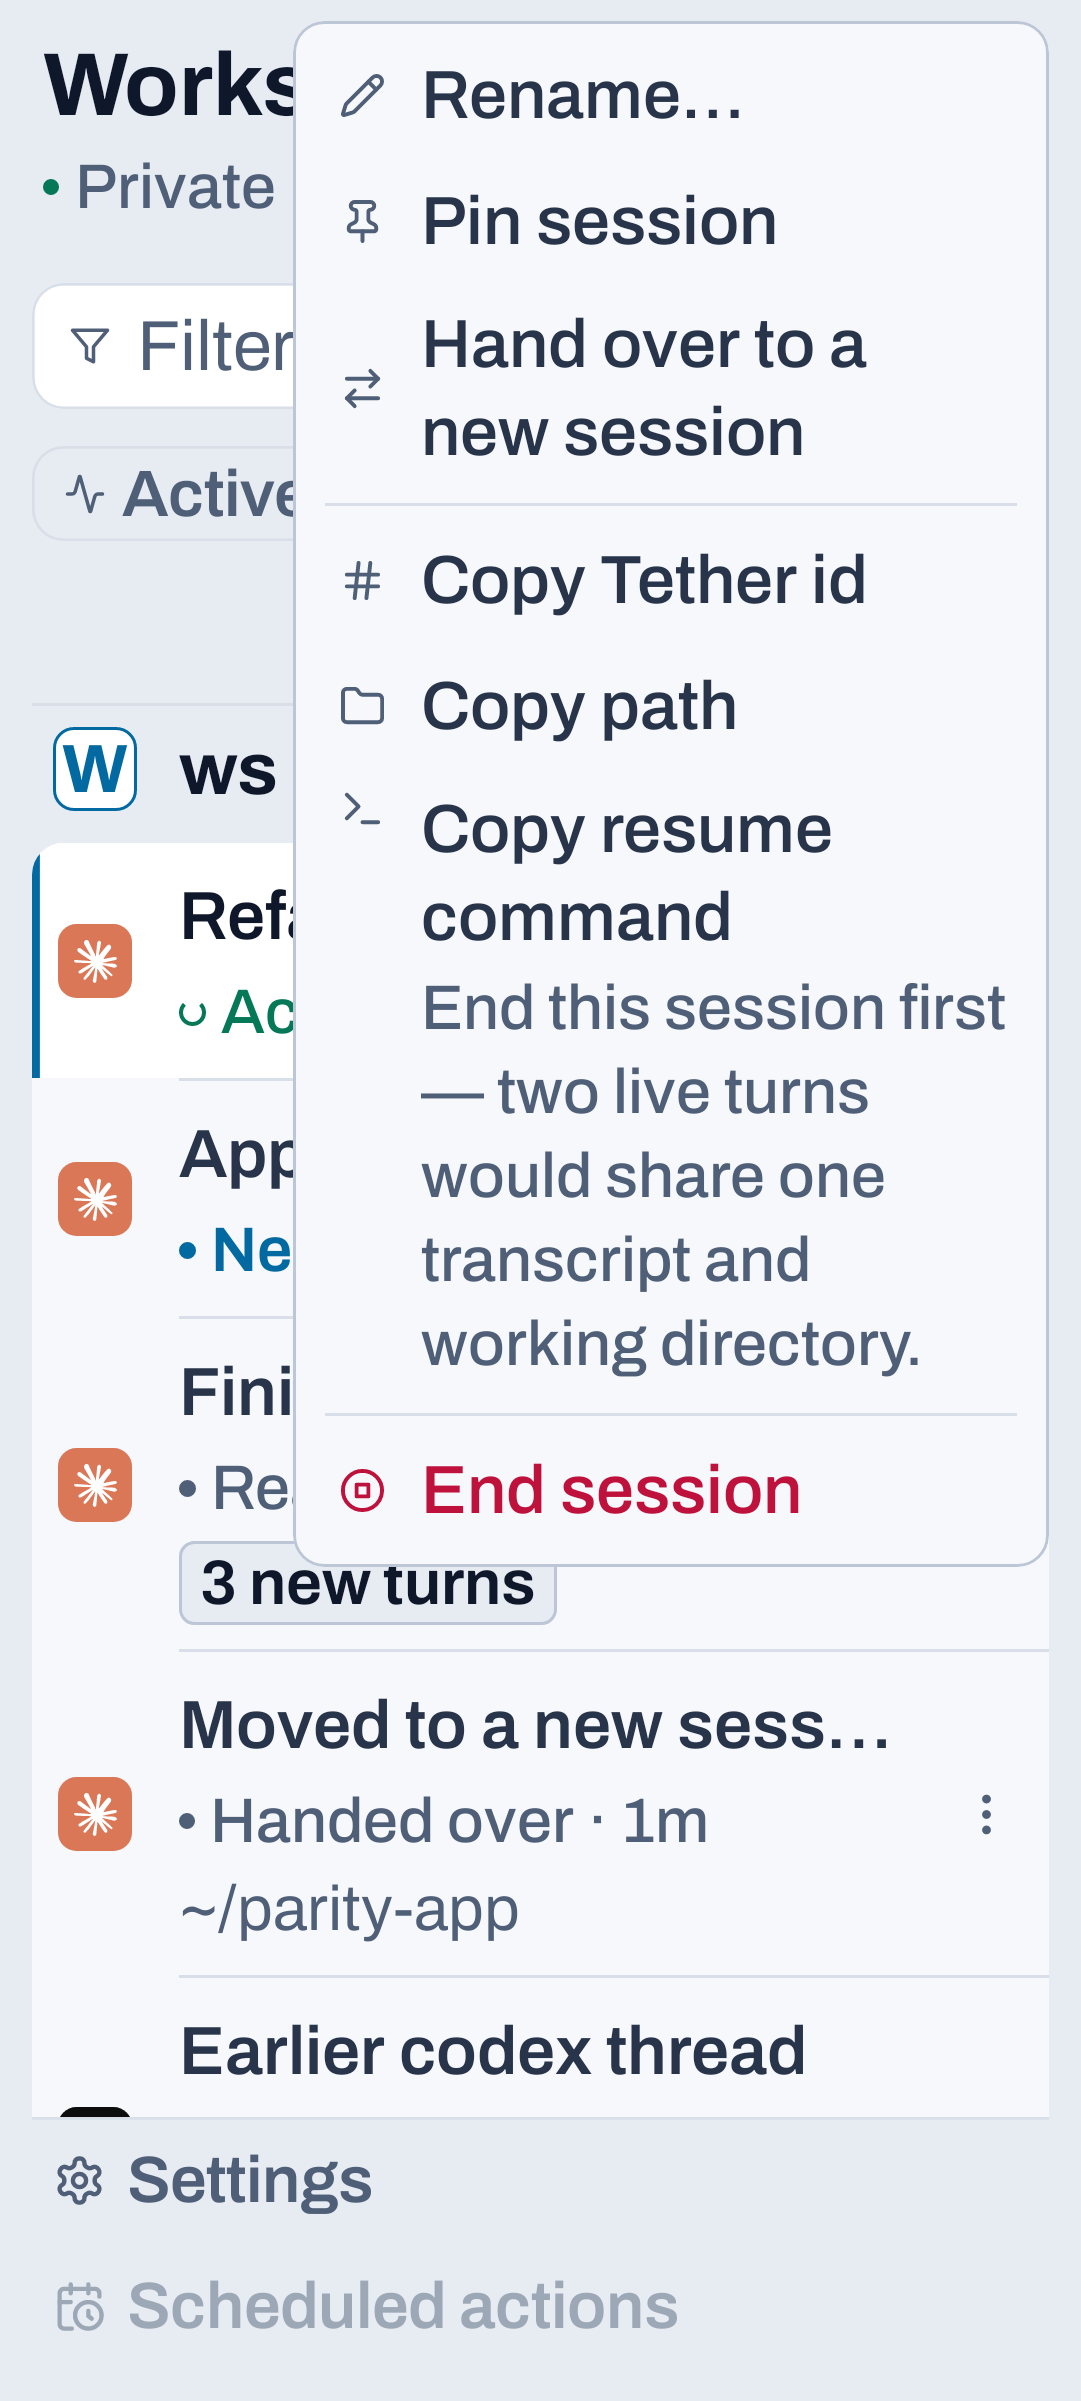 Works
• Private
Filter
Active
W ws
Refa
Ac
App
• Ne
Fini
• Rea
3 new turns
Moved to a new sess…
• Handed over · 1m
~/parity-app
Earlier codex thread
Settings
Scheduled actions
Rename…
Pin session
Hand over to a
new session
Copy Tether id
Copy path
Copy resume
command
End this session first
— two live turns
would share one
transcript and
working directory.
End session